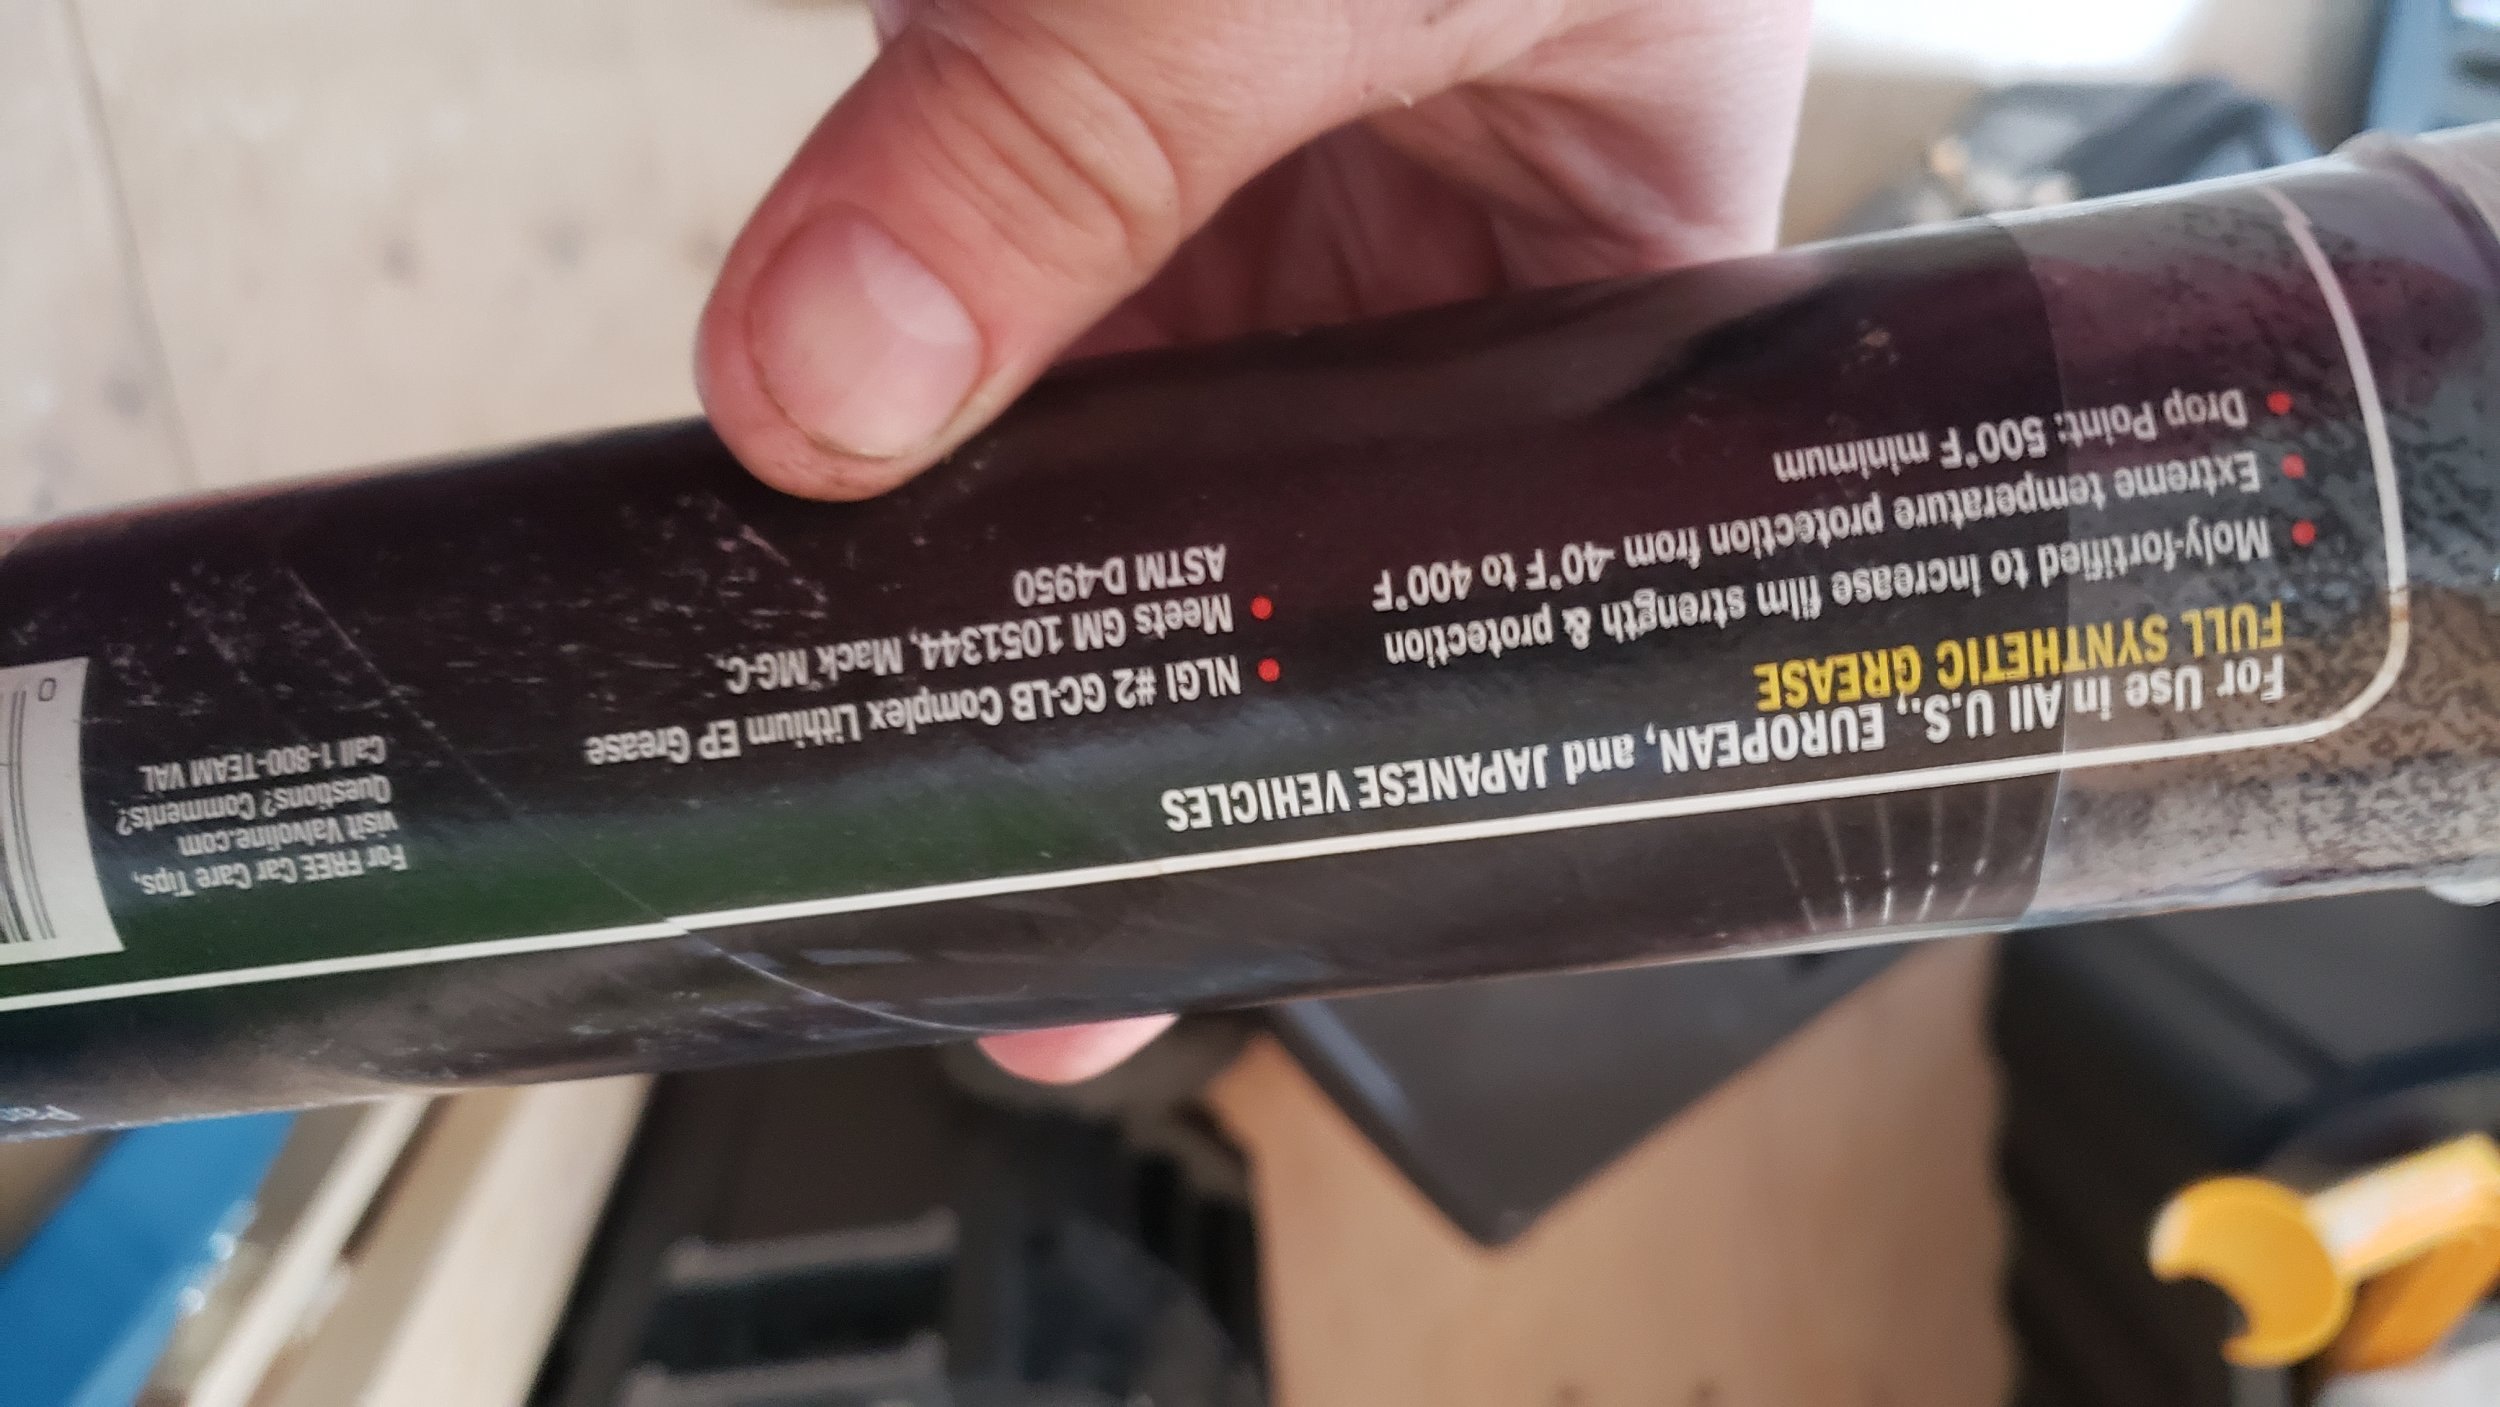 For Use in All U.S., EUROPEAN, and JAPANESE VEHICLES
FULL SYNTHETIC GREASE
Moly-fortified to increase film strength & protection
Extreme temperature protection from -40°F to 400°F
Drop Point: 500°F minimum
NLGI #2 GC-LB Complex Lithium EP Grease
Meets GM 1051344, Mack MG-C,
ASTM D-4950
For FREE Car Care Tips,
visit Valvoline.com
Questions? Comments?
Call 1-800-TEAM VAL
0